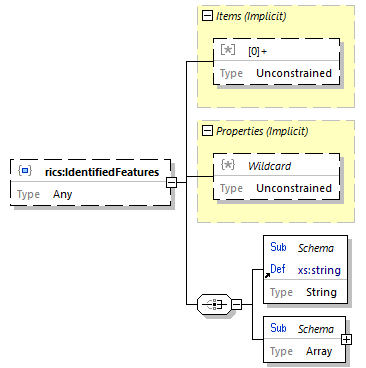 Items (Implicit)
[*] [0]+
Type Unconstrained
Properties (Implicit)
{*} Wildcard
Type Unconstrained
{ } rics:IdentifiedFeatures
Type Any
Sub Schema
Def xs:string
Type String
Sub Schema
Type Array